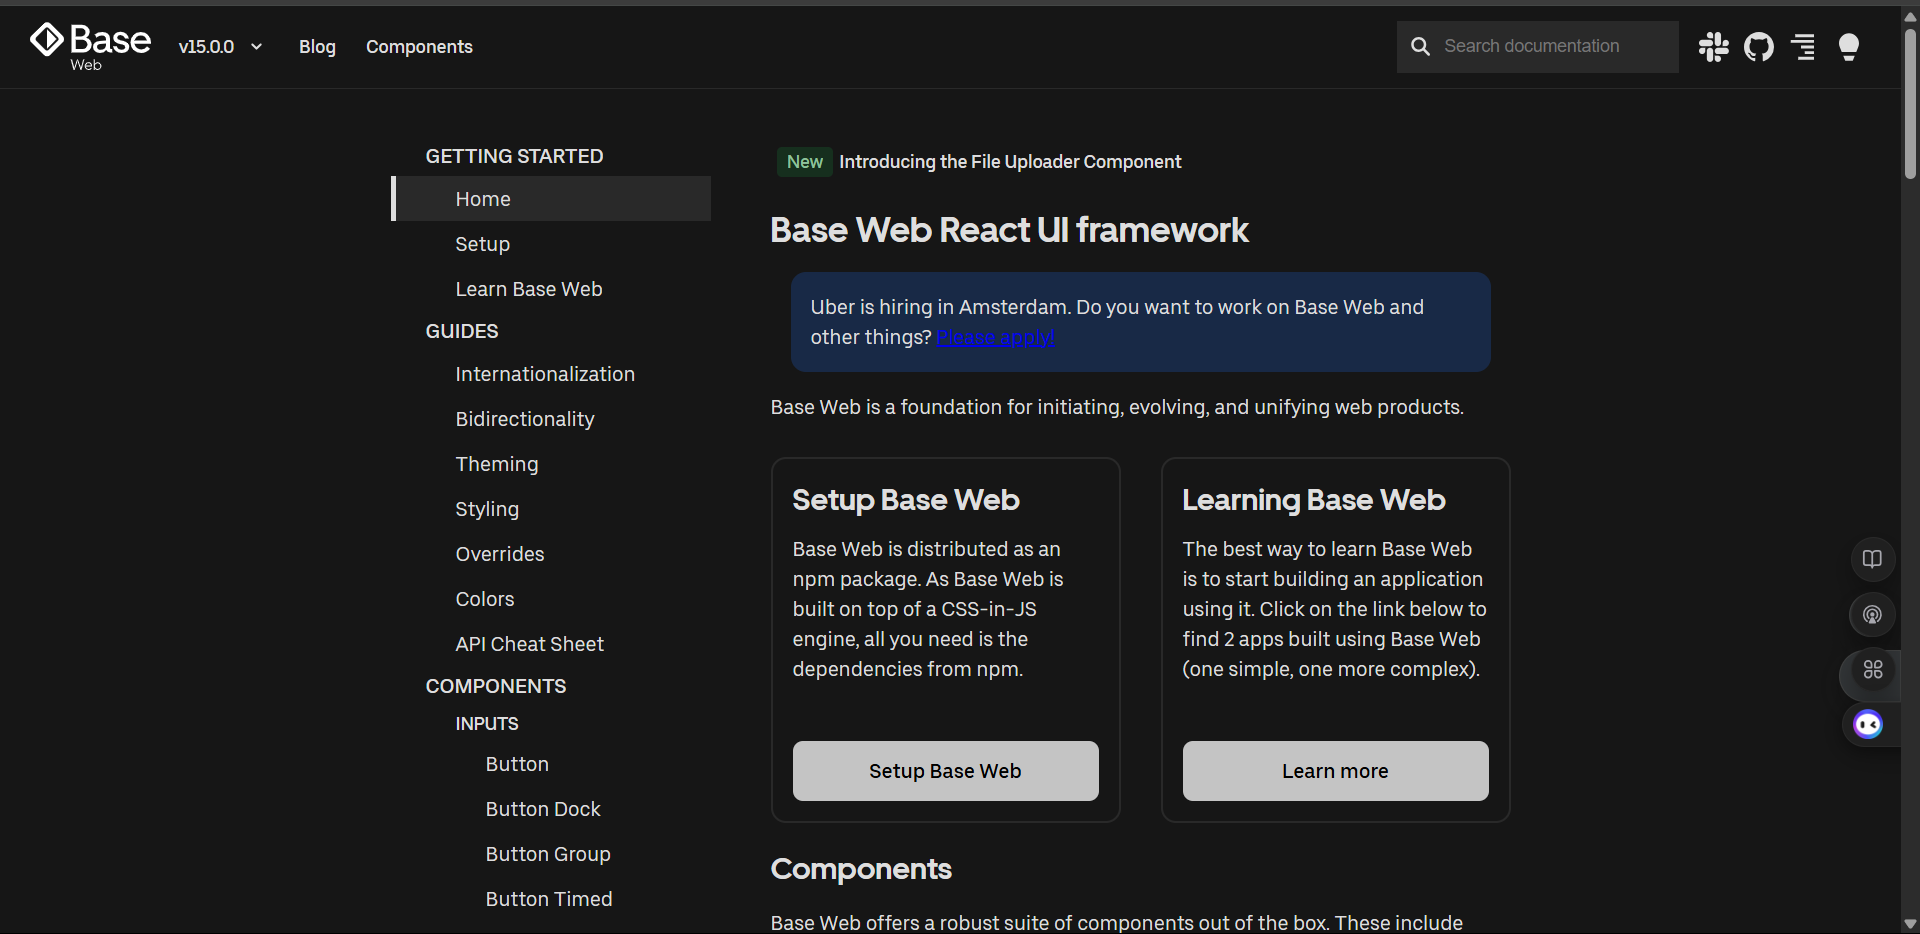 Base
Web
v15.0.0
Blog
Components
Search documentation
GETTING STARTED
Home
Setup
Learn Base Web
GUIDES
Internationalization
Bidirectionality
Theming
Styling
Overrides
Colors
API Cheat Sheet
COMPONENTS
INPUTS
Button
Button Dock
Button Group
Button Timed
New Introducing the File Uploader Component
Base Web React UI framework
Uber is hiring in Amsterdam. Do you want to work on Base Web and
other things? Please apply!
Base Web is a foundation for initiating, evolving, and unifying web products.
Setup Base Web
Base Web is distributed as an
npm package. As Base Web is
built on top of a CSS-in-JS
engine, all you need is the
dependencies from npm.
Setup Base Web
Learning Base Web
The best way to learn Base Web
is to start building an application
using it. Click on the link below to
find 2 apps built using Base Web
(one simple, one more complex).
Learn more
Components
Base Web offers a robust suite of components out of the box. These include